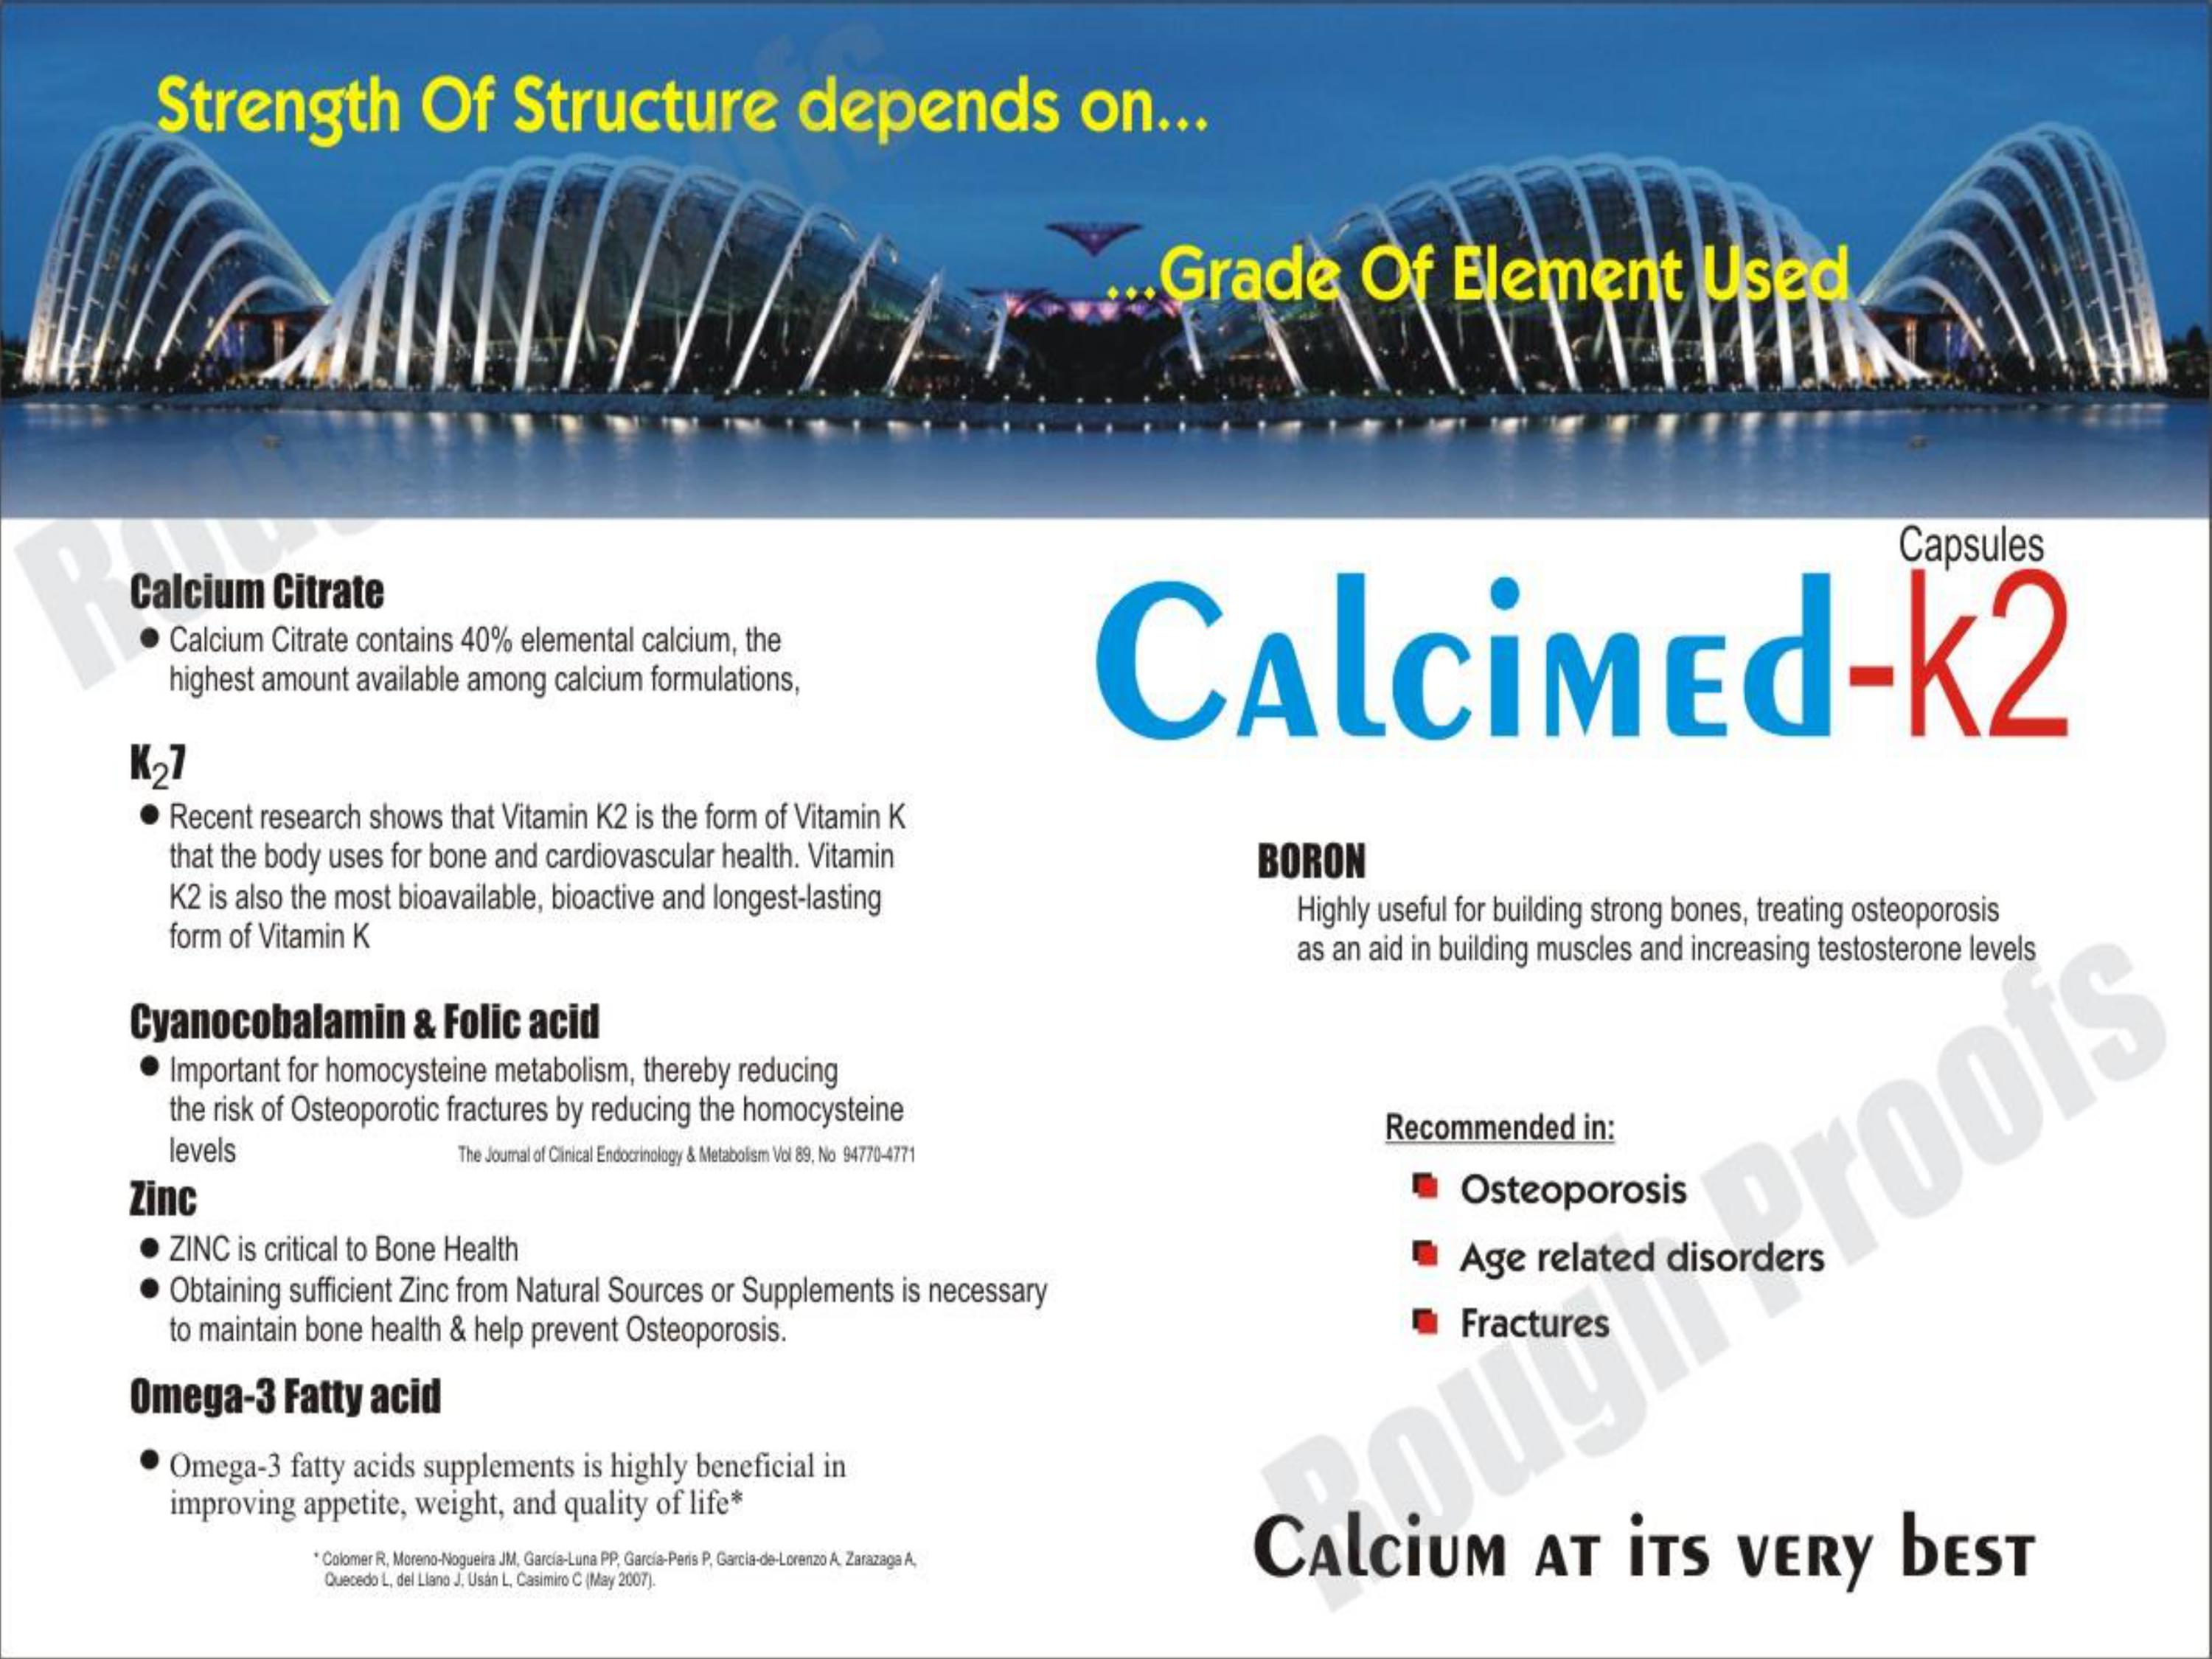 Strength Of Structure depends on...
...Grade Of Element Used
Capsules
Calcimed-k2
Calcium Citrate
● Calcium Citrate contains 40% elemental calcium, the
highest amount available among calcium formulations,
K₂7
● Recent research shows that Vitamin K2 is the form of Vitamin K
that the body uses for bone and cardiovascular health. Vitamin
K2 is also the most bioavailable, bioactive and longest-lasting
form of Vitamin K
Cyanocobalamin & Folic acid
● Important for homocysteine metabolism, thereby reducing
the risk of Osteoporotic fractures by reducing the homocysteine
levels The Journal of Clinical Endocrinology & Metabolism Vol 89, No 94770-4771
Zinc
● ZINC is critical to Bone Health
● Obtaining sufficient Zinc from Natural Sources or Supplements is necessary
to maintain bone health & help prevent Osteoporosis.
Omega-3 Fatty acid
● Omega-3 fatty acids supplements is highly beneficial in
improving appetite, weight, and quality of life*
* Colomer R, Moreno-Nogueira JM, García-Luna PP, García-Peris P, García-de-Lorenzo A, Zarazaga A,
Quecedo L, del Llano J, Usán L, Casimiro C (May 2007).
BORON
Highly useful for building strong bones, treating osteoporosis
as an aid in building muscles and increasing testosterone levels
Recommended in:
Osteoporosis
Age related disorders
Fractures
Calcium at its very best
Rough Proofs